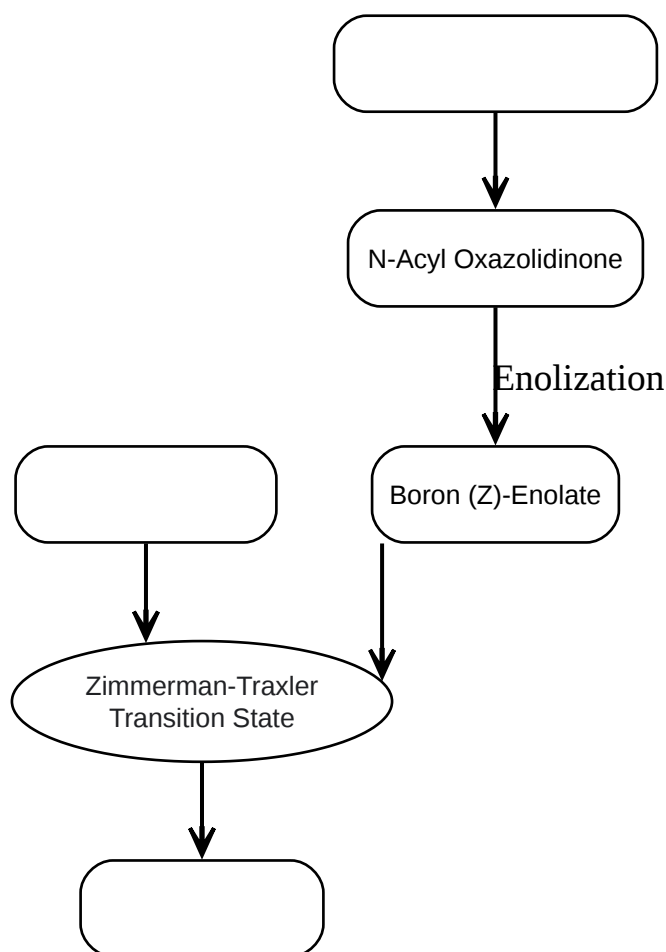 N-Acyl Oxazolidinone
Enolization
Boron (Z)-Enolate
Zimmerman-Traxler
Transition State